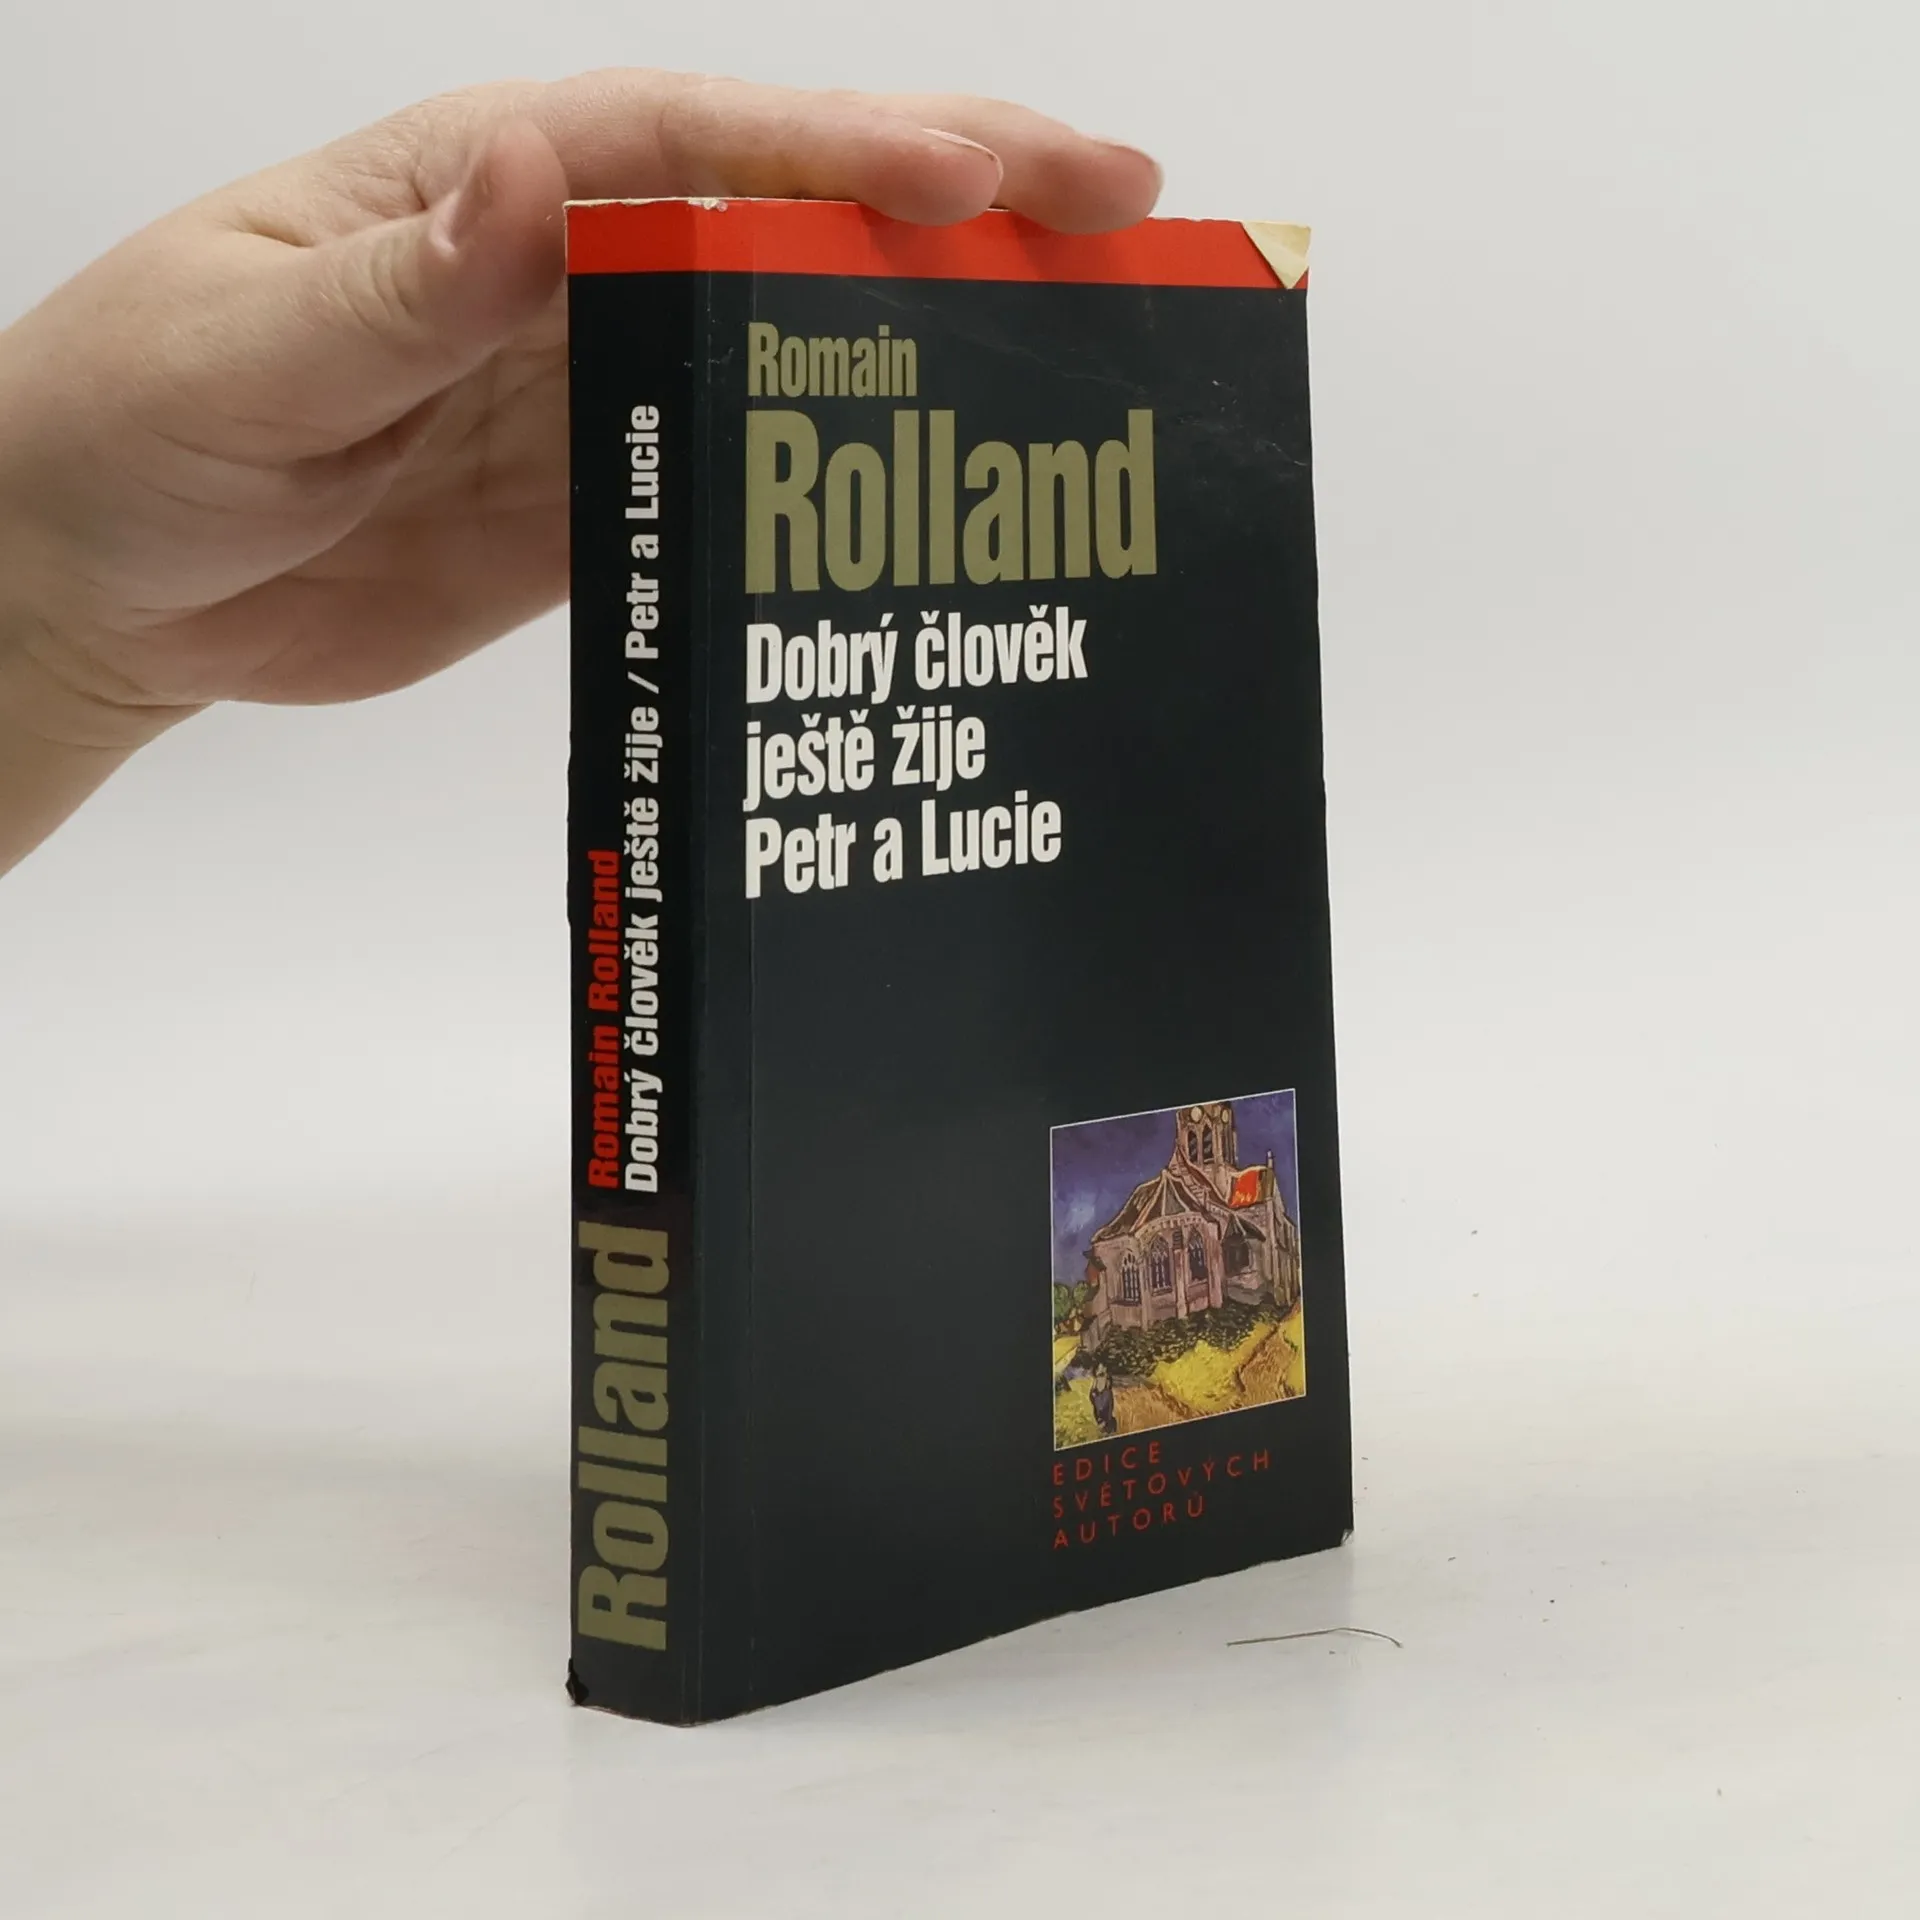 Romain
Rolland
Dobrý člověk
ještě žije
Petr a Lucie
EDICE
SVĚTOVÝCH
AUTORŮ
Romain Rolland
Dobrý člověk ještě žije / Petr a Lucie
Rolland